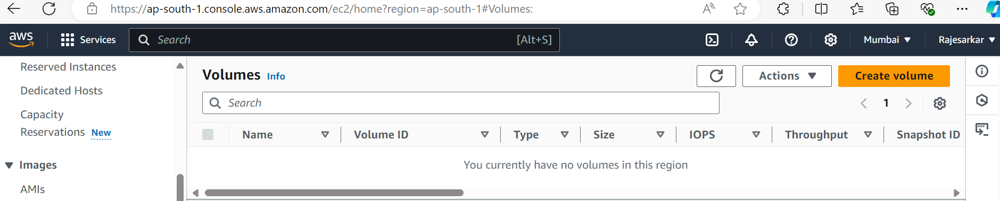 https://ap-south-1.console.aws.amazon.com/ec2/home?region=ap-south-1#Volumes:
aws Services Search [Alt+S] Mumbai Rajesarkar
Reserved Instances
Dedicated Hosts
Capacity
Reservations New
Images
AMIs
Volumes Info Actions Create volume
Search 1
Name Volume ID Type Size IOPS Throughput Snapshot ID
You currently have no volumes in this region